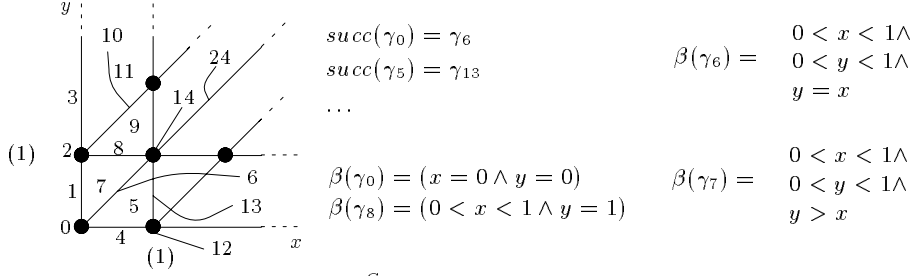 y
10
24
11
3
14
9
(1)
2
8
7
6
1
5
13
0
4
12
(1)
x
succ(γ₀) = γ₆
succ(γ₅) = γ₁₃
...
β(γ₀) = (x = 0 ∧ y = 0)
β(γ₈) = (0 < x < 1 ∧ y = 1)
β(γ₆) =
0 < x < 1∧
0 < y < 1∧
y = x
β(γ₇) =
0 < x < 1∧
0 < y < 1∧
y > x